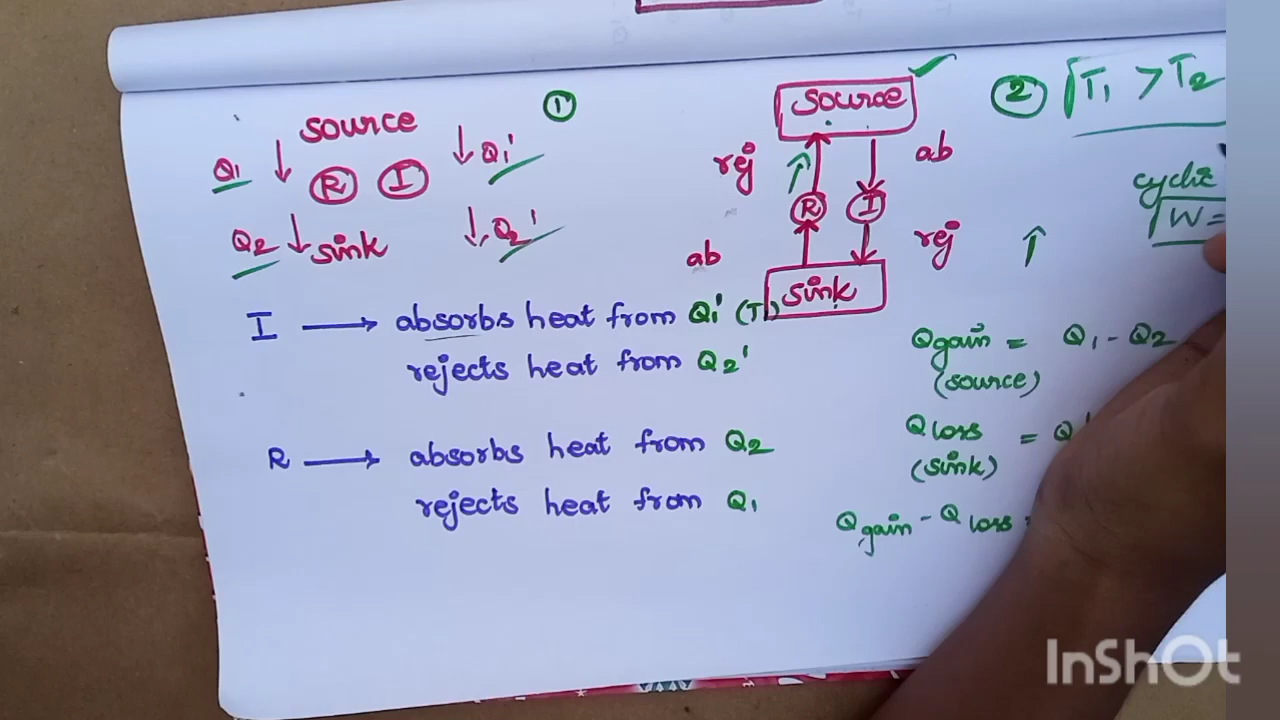 ①
source
Q1 ↓ ↓ Q1'
R I
Q2 ↓ sink ↓ Q2'
source ✓
rej ↑ ab
R I
ab rej ↑
sink
② T1 > T2
cyclic
W =
I → absorbs heat from Q1' (T1)
rejects heat from Q2'
R → absorbs heat from Q2
rejects heat from Q1
Qgain = Q1 - Q2
(source)
Qloss = Q'
(sink)
Qgain - Qloss =
InShOt